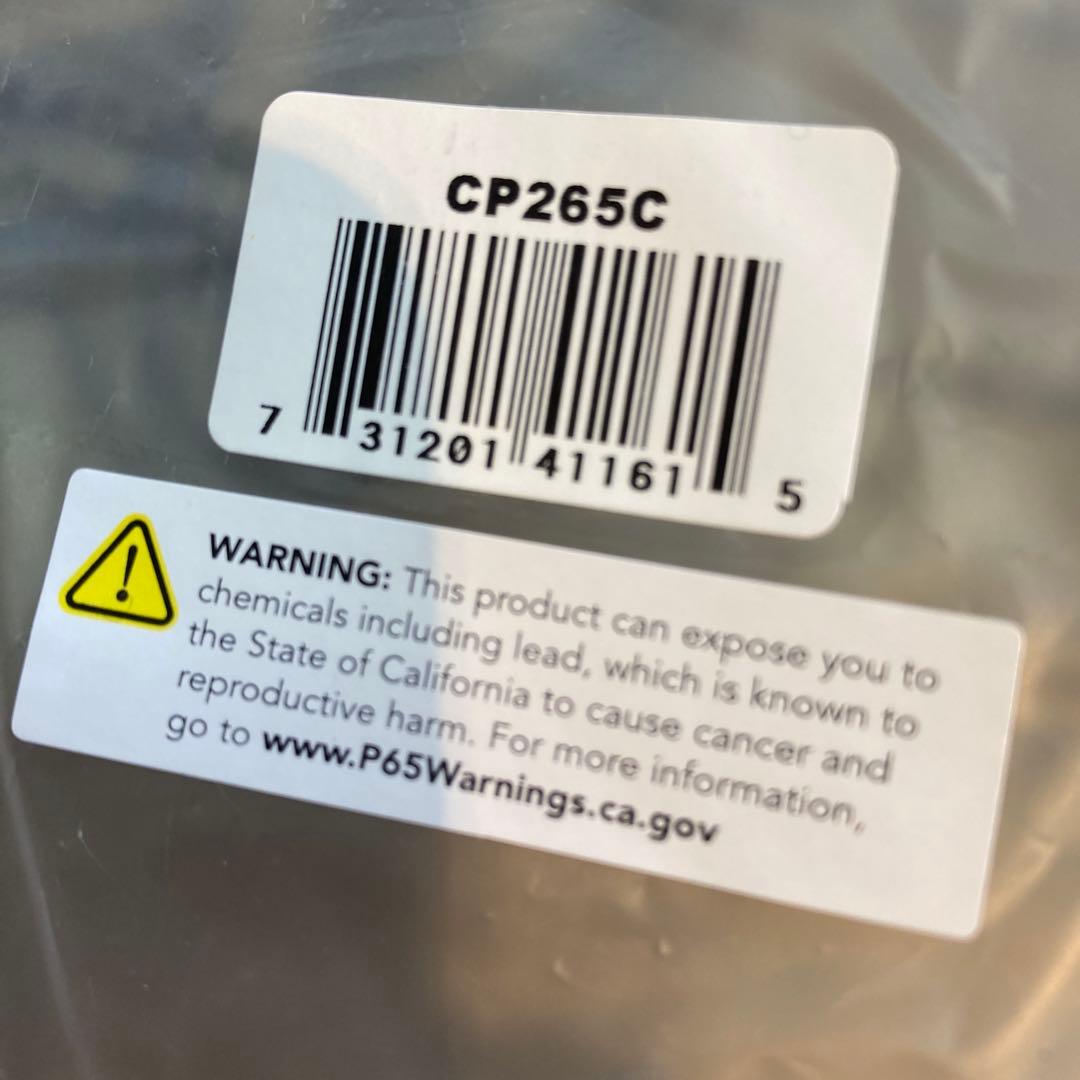 CP265C
7 31201 41161 5
WARNING: This product can expose you to
chemicals including lead, which is known to
the State of California to cause cancer and
reproductive harm. For more information,
go to www.P65Warnings.ca.gov